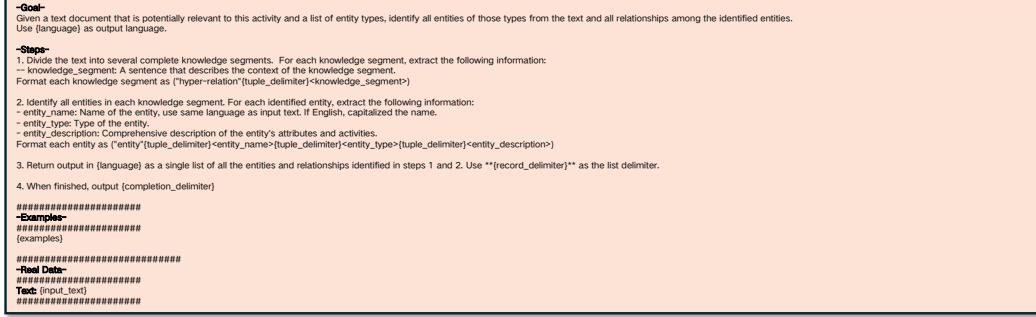 -Goal-
Given a text document that is potentially relevant to this activity and a list of entity types, identify all entities of those types from the text and all relationships among the identified entities.
Use {language} as output language.
-Steps-
1. Divide the text into several complete knowledge segments. For each knowledge segment, extract the following information:
-- knowledge_segment: A sentence that describes the context of the knowledge segment.
Format each knowledge segment as ("hyper-relation"{tuple_delimiter}<knowledge_segment>)
2. Identify all entities in each knowledge segment. For each identified entity, extract the following information:
- entity_name: Name of the entity, use same language as input text. If English, capitalized the name.
- entity_type: Type of the entity.
- entity_description: Comprehensive description of the entity's attributes and activities.
Format each entity as ("entity"{tuple_delimiter}<entity_name>{tuple_delimiter}<entity_type>{tuple_delimiter}<entity_description>)
3. Return output in {language} as a single list of all the entities and relationships identified in steps 1 and 2. Use **{record_delimiter}** as the list delimiter.
4. When finished, output {completion_delimiter}
######################
-Examples-
######################
{examples}
#############################
-Real Data-
######################
Text: {input_text}
######################